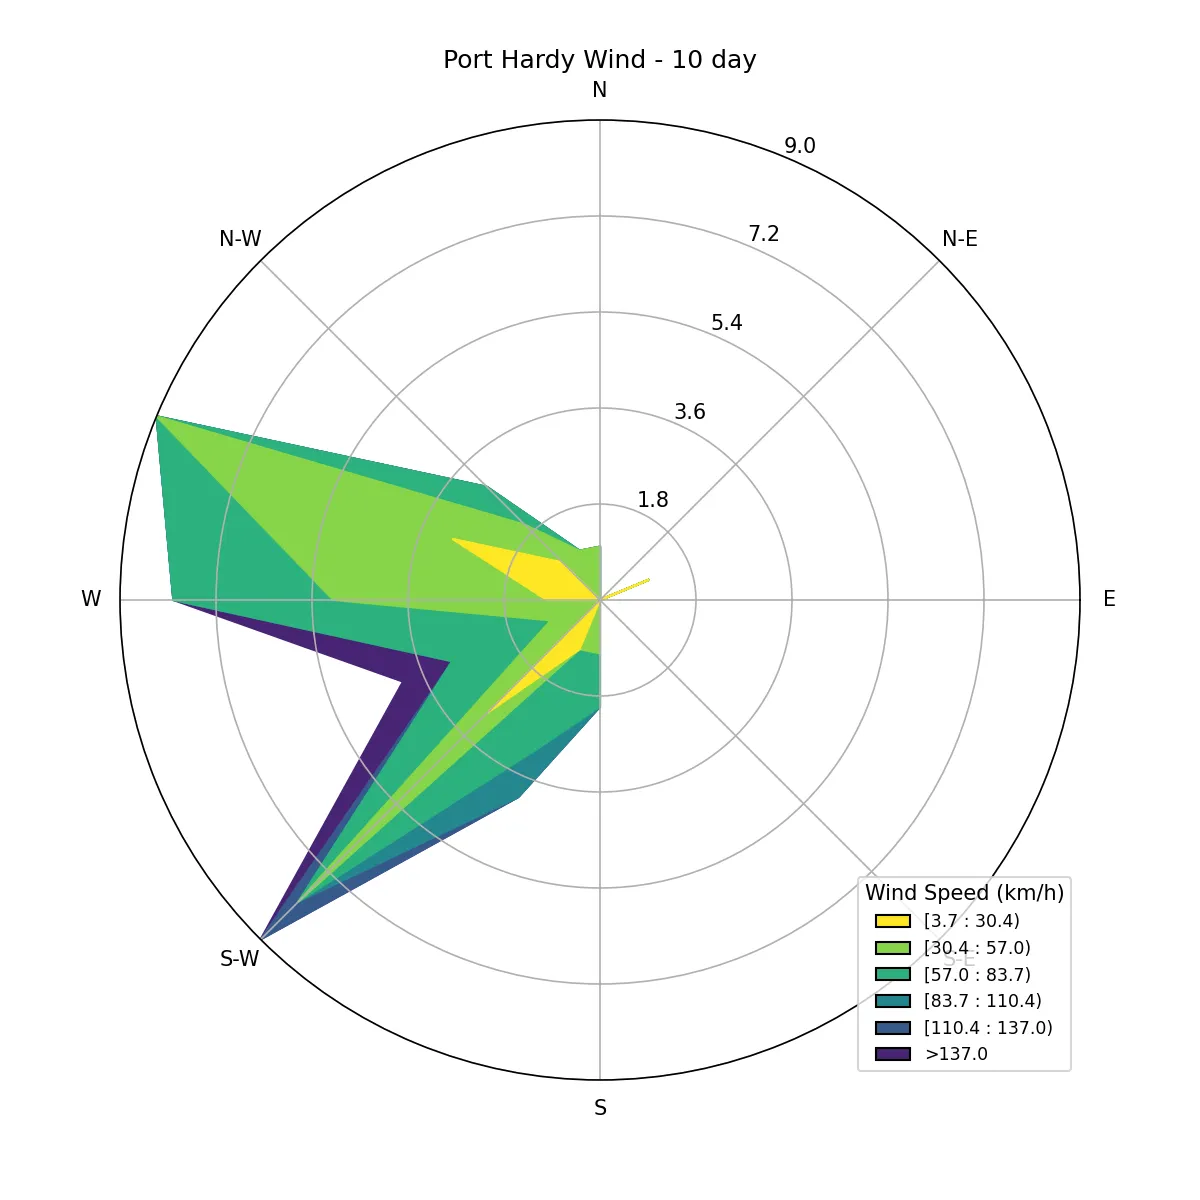 Port Hardy Wind - 10 day
N
9.0
7.2
N-W
N-E
5.4
3.6
1.8
W
E
Wind Speed (km/h)
[3.7 : 30.4)
[30.4 : 57.0)
S-W
S-E
[57.0 : 83.7)
[83.7 : 110.4)
[110.4 : 137.0)
>137.0
S